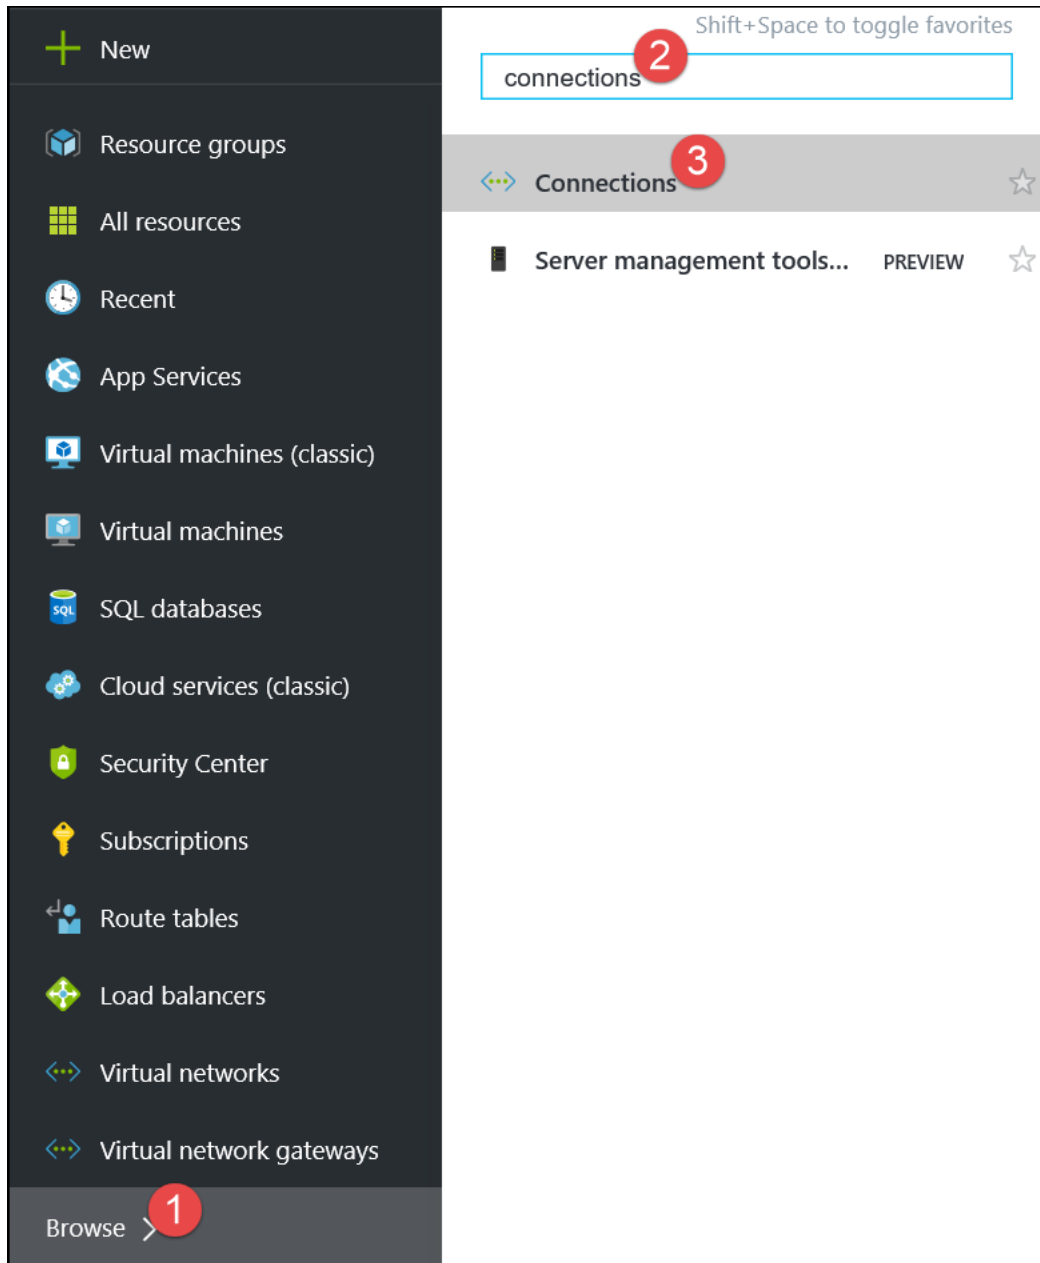 New
Resource groups
All resources
Recent
App Services
Virtual machines (classic)
Virtual machines
SQL
SQL databases
Cloud services (classic)
Security Center
Subscriptions
Route tables
Load balancers
Virtual networks
Virtual network gateways
Browse
1
Shift+Space to toggle favorites
2
connections
3
Connections
Server management tools... PREVIEW